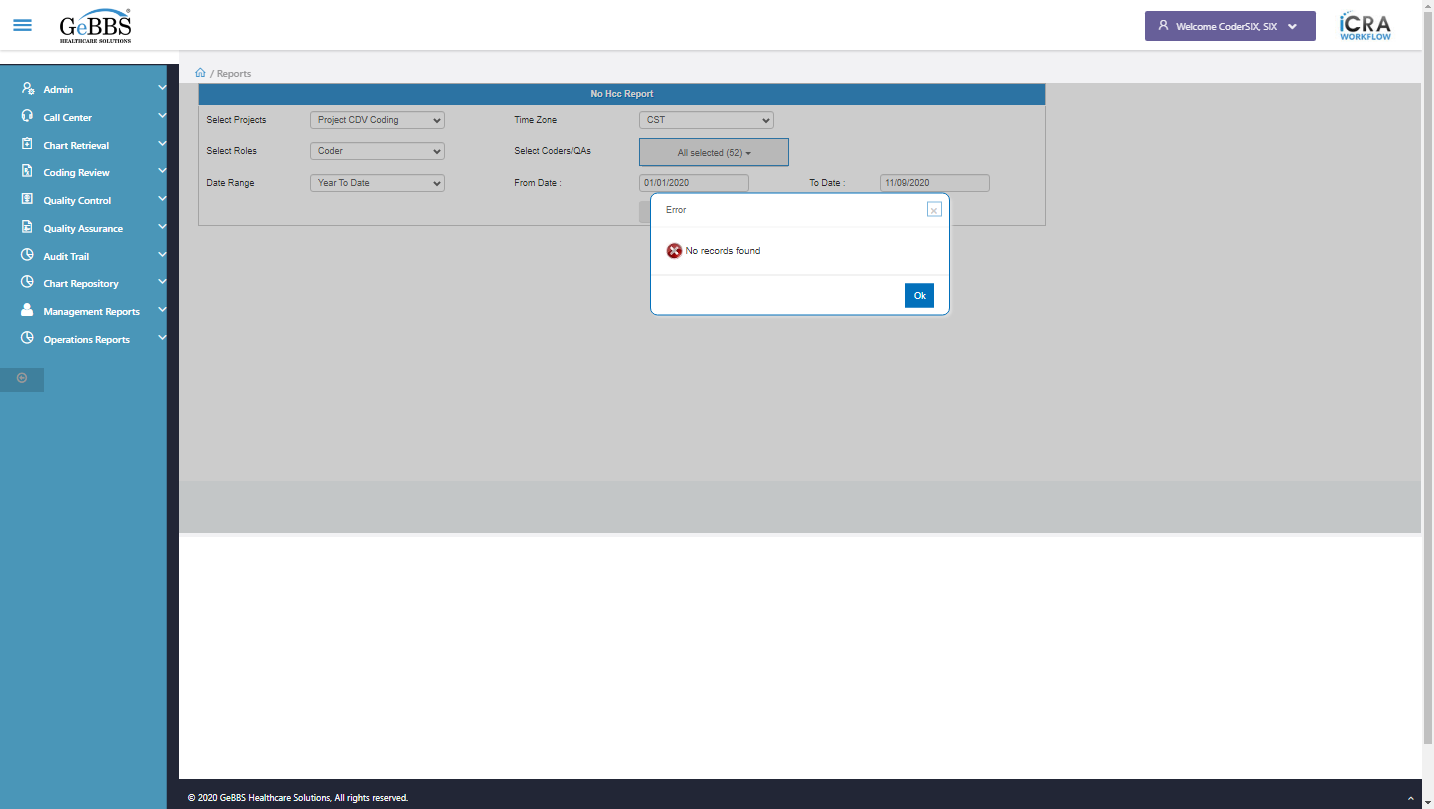 GeBBS®
HEALTHCARE SOLUTIONS
Welcome CoderSIX, SIX
iCRA
WORKFLOW
/ Reports
Admin
Call Center
Chart Retrieval
Coding Review
Quality Control
Quality Assurance
Audit Trail
Chart Repository
Management Reports
Operations Reports
No Hcc Report
Select Projects Project CDV Coding Time Zone CST
Select Roles Coder Select Coders/QAs All selected (52)
Date Range Year To Date From Date : 01/01/2020 To Date : 11/09/2020
Error
No records found
Ok
© 2020 GeBBS Healthcare Solutions, All rights reserved.